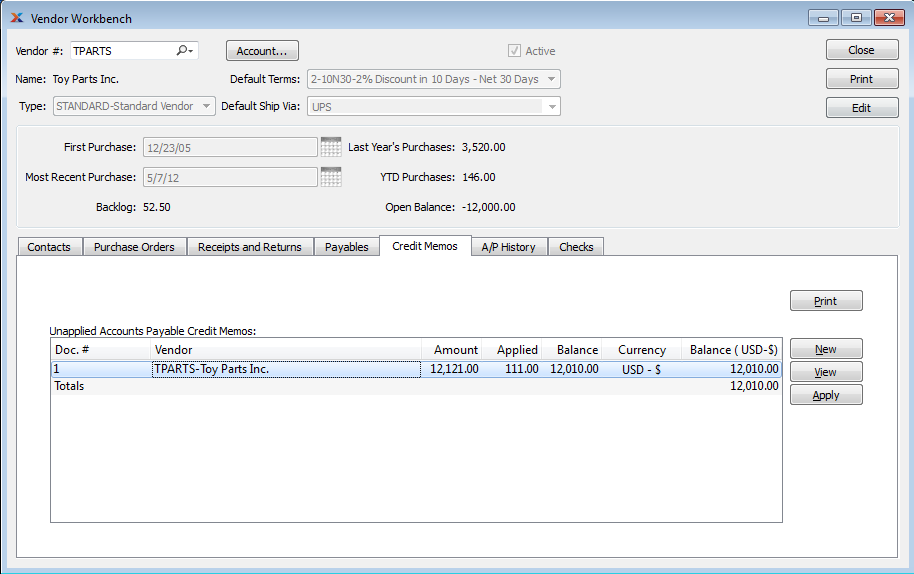 Vendor Workbench
Vendor #: TPARTS Account... Active Close
Name: Toy Parts Inc. Default Terms: 2-10N30-2% Discount in 10 Days - Net 30 Days Print
Type: STANDARD-Standard Vendor Default Ship Via: UPS Edit
First Purchase: 12/23/05 Last Year's Purchases: 3,520.00
Most Recent Purchase: 5/7/12 YTD Purchases: 146.00
Backlog: 52.50 Open Balance: -12,000.00
Contacts Purchase Orders Receipts and Returns Payables Credit Memos A/P History Checks
Print
Unapplied Accounts Payable Credit Memos:
Doc. # Vendor Amount Applied Balance Currency Balance ( USD-$) New
1 TPARTS-Toy Parts Inc. 12,121.00 111.00 12,010.00 USD - $ 12,010.00 View
Totals 12,010.00
Apply